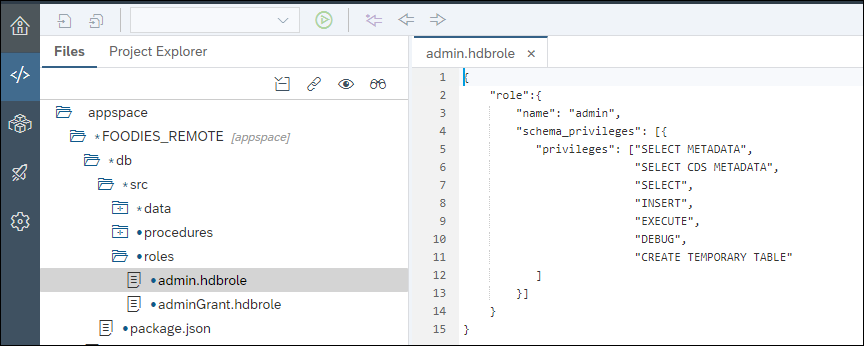 Files
Project Explorer
appspace
*FOODIES_REMOTE [appspace]
*db
*src
*data
•procedures
•roles
•admin.hdbrole
•adminGrant.hdbrole
•package.json
admin.hdbrole ×
1 {
2 "role":{
3 "name": "admin",
4 "schema_privileges": [{
5 "privileges": ["SELECT METADATA",
6 "SELECT CDS METADATA",
7 "SELECT",
8 "INSERT",
9 "EXECUTE",
10 "DEBUG",
11 "CREATE TEMPORARY TABLE"
12 ]
13 }]
14 }
15 }